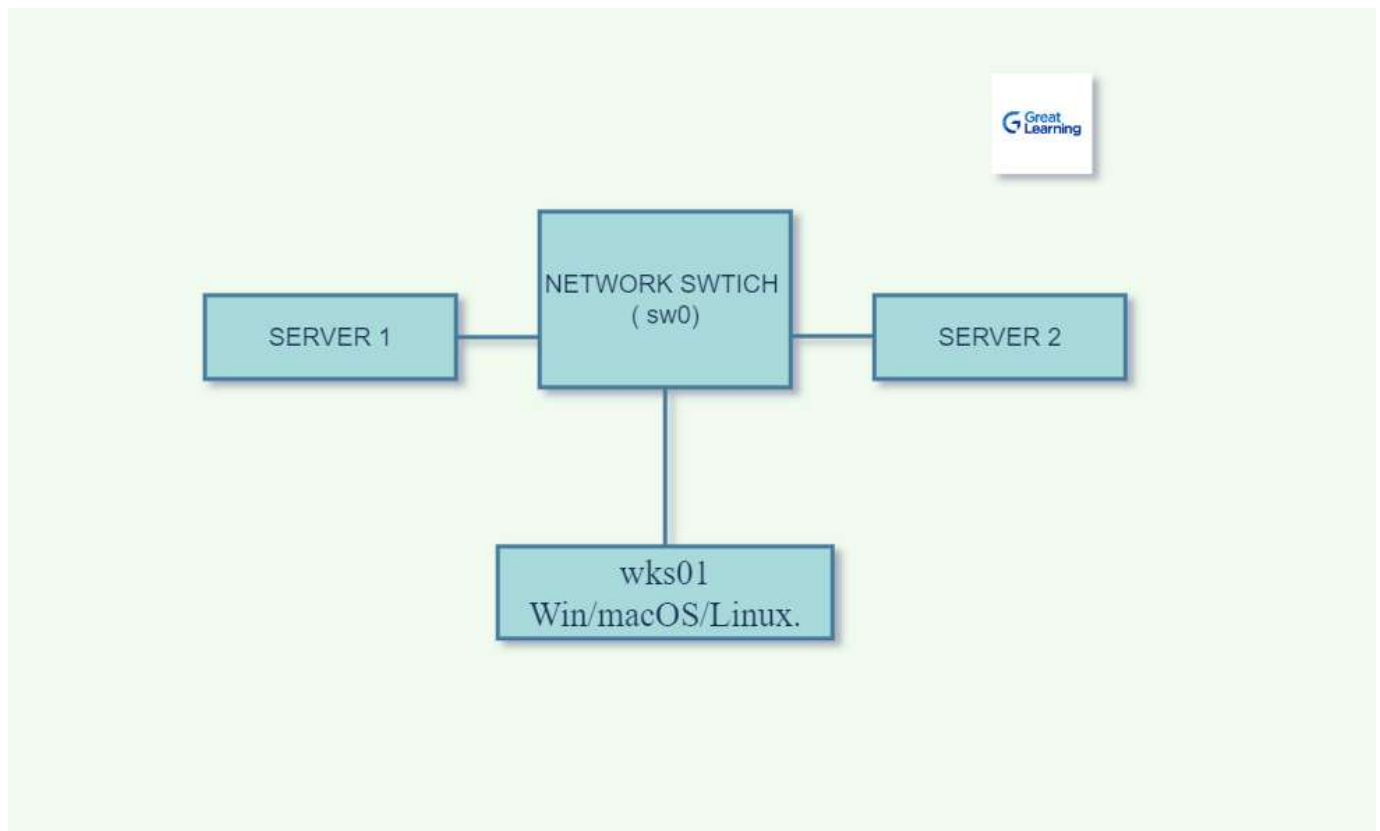 Great
Learning
NETWORK SWTICH
( sw0)
SERVER 1
SERVER 2
wks01
Win/macOS/Linux.